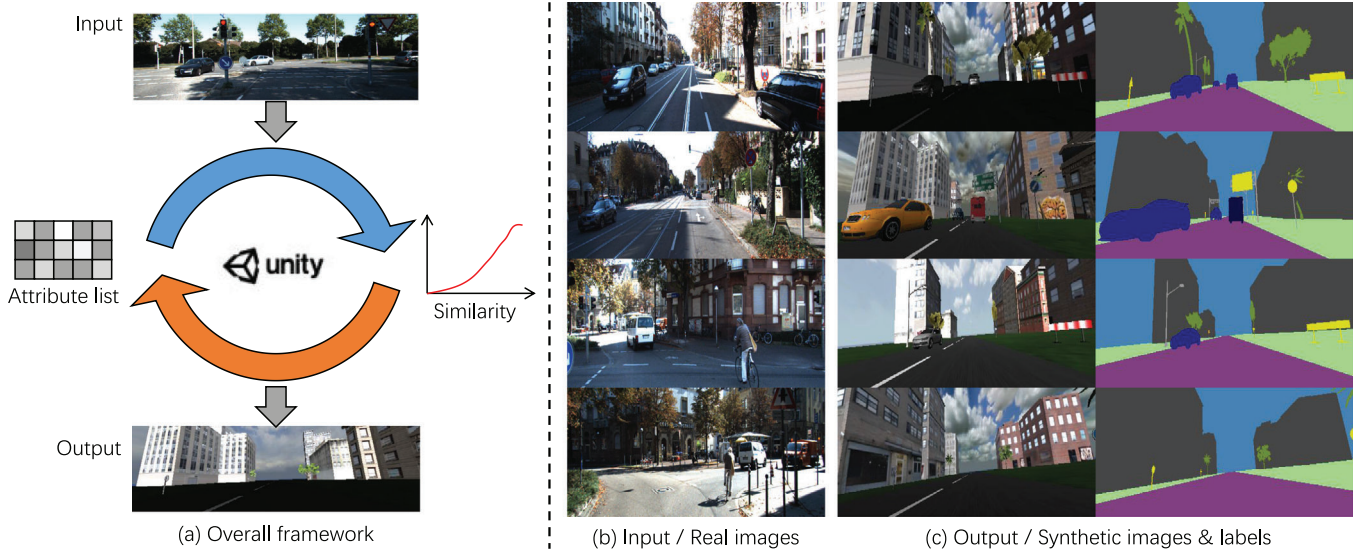 Input
unity
Attribute list
Similarity
Output
(a) Overall framework
(b) Input / Real images
(c) Output / Synthetic images & labels